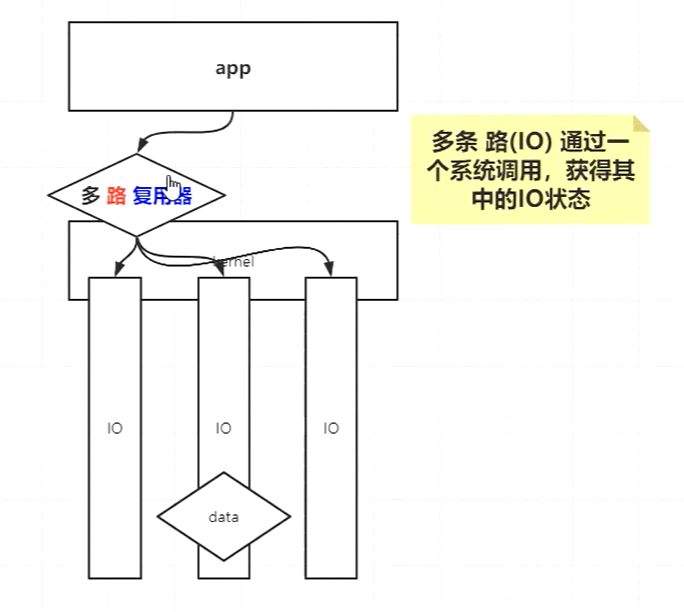 app
多条 路(IO) 通过一
个系统调用，获得其
中的IO状态
多 路 复用器
kernel
IO
IO
IO
data